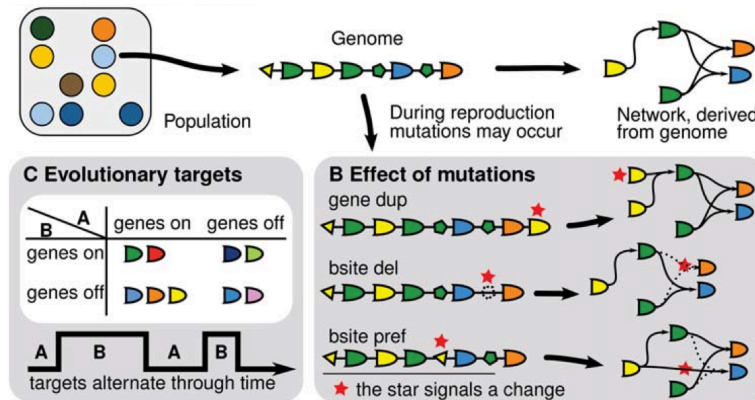 Genome
Population
During reproduction
mutations may occur
Network, derived
from genome
C Evolutionary targets
A
B
genes on genes off
genes on
genes off
A B A B
targets alternate through time
B Effect of mutations
gene dup
bsite del
bsite pref
the star signals a change